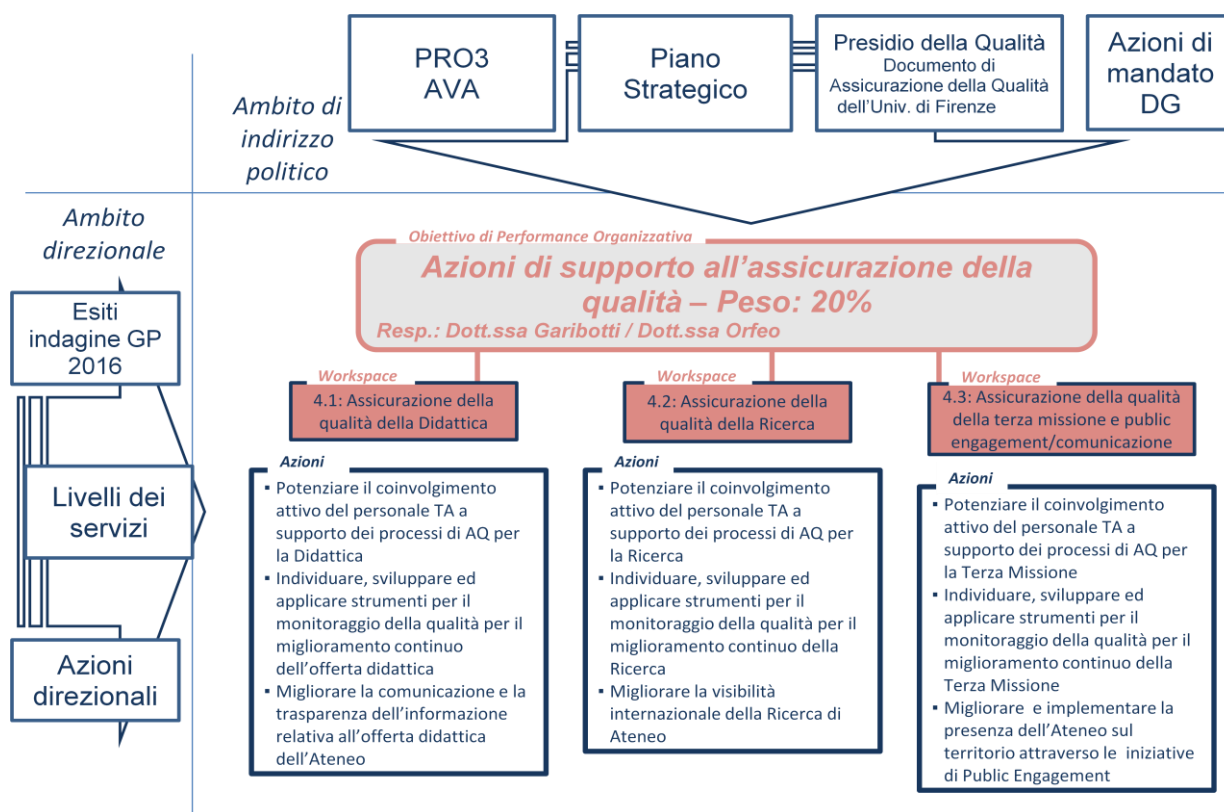 PRO3
AVA
Piano
Strategico
Presidio della Qualità
Documento di
Assicurazione della Qualità
dell'Univ. di Firenze
Azioni di
mandato
DG
Ambito di
indirizzo
politico
Ambito
direzionale
Esiti
indagine GP
2016
Livelli dei
servizi
Azioni
direzionali
Obiettivo di Performance Organizzativa
Azioni di supporto all'assicurazione della
qualità – Peso: 20%
Resp.: Dott.ssa Garibotti / Dott.ssa Orfeo
Workspace
4.1: Assicurazione della
qualità della Didattica
Azioni
▪ Potenziare il coinvolgimento
attivo del personale TA a
supporto dei processi di AQ per
la Didattica
▪ Individuare, sviluppare ed
applicare strumenti per il
monitoraggio della qualità per il
miglioramento continuo
dell'offerta didattica
▪ Migliorare la comunicazione e la
trasparenza dell'informazione
relativa all'offerta didattica
dell'Ateneo
Workspace
4.2: Assicurazione della
qualità della Ricerca
Azioni
▪ Potenziare il coinvolgimento
attivo del personale TA a
supporto dei processi di AQ per
la Ricerca
▪ Individuare, sviluppare ed
applicare strumenti per il
monitoraggio della qualità per il
miglioramento continuo della
Ricerca
▪ Migliorare la visibilità
internazionale della Ricerca di
Ateneo
Workspace
4.3: Assicurazione della qualità
della terza missione e public
engagement/comunicazione
Azioni
▪ Potenziare il coinvolgimento
attivo del personale TA a
supporto dei processi di AQ per
la Terza Missione
▪ Individuare, sviluppare ed
applicare strumenti per il
monitoraggio della qualità per il
miglioramento continuo della
Terza Missione
▪ Migliorare e implementare la
presenza dell'Ateneo sul
territorio attraverso le iniziative
di Public Engagement